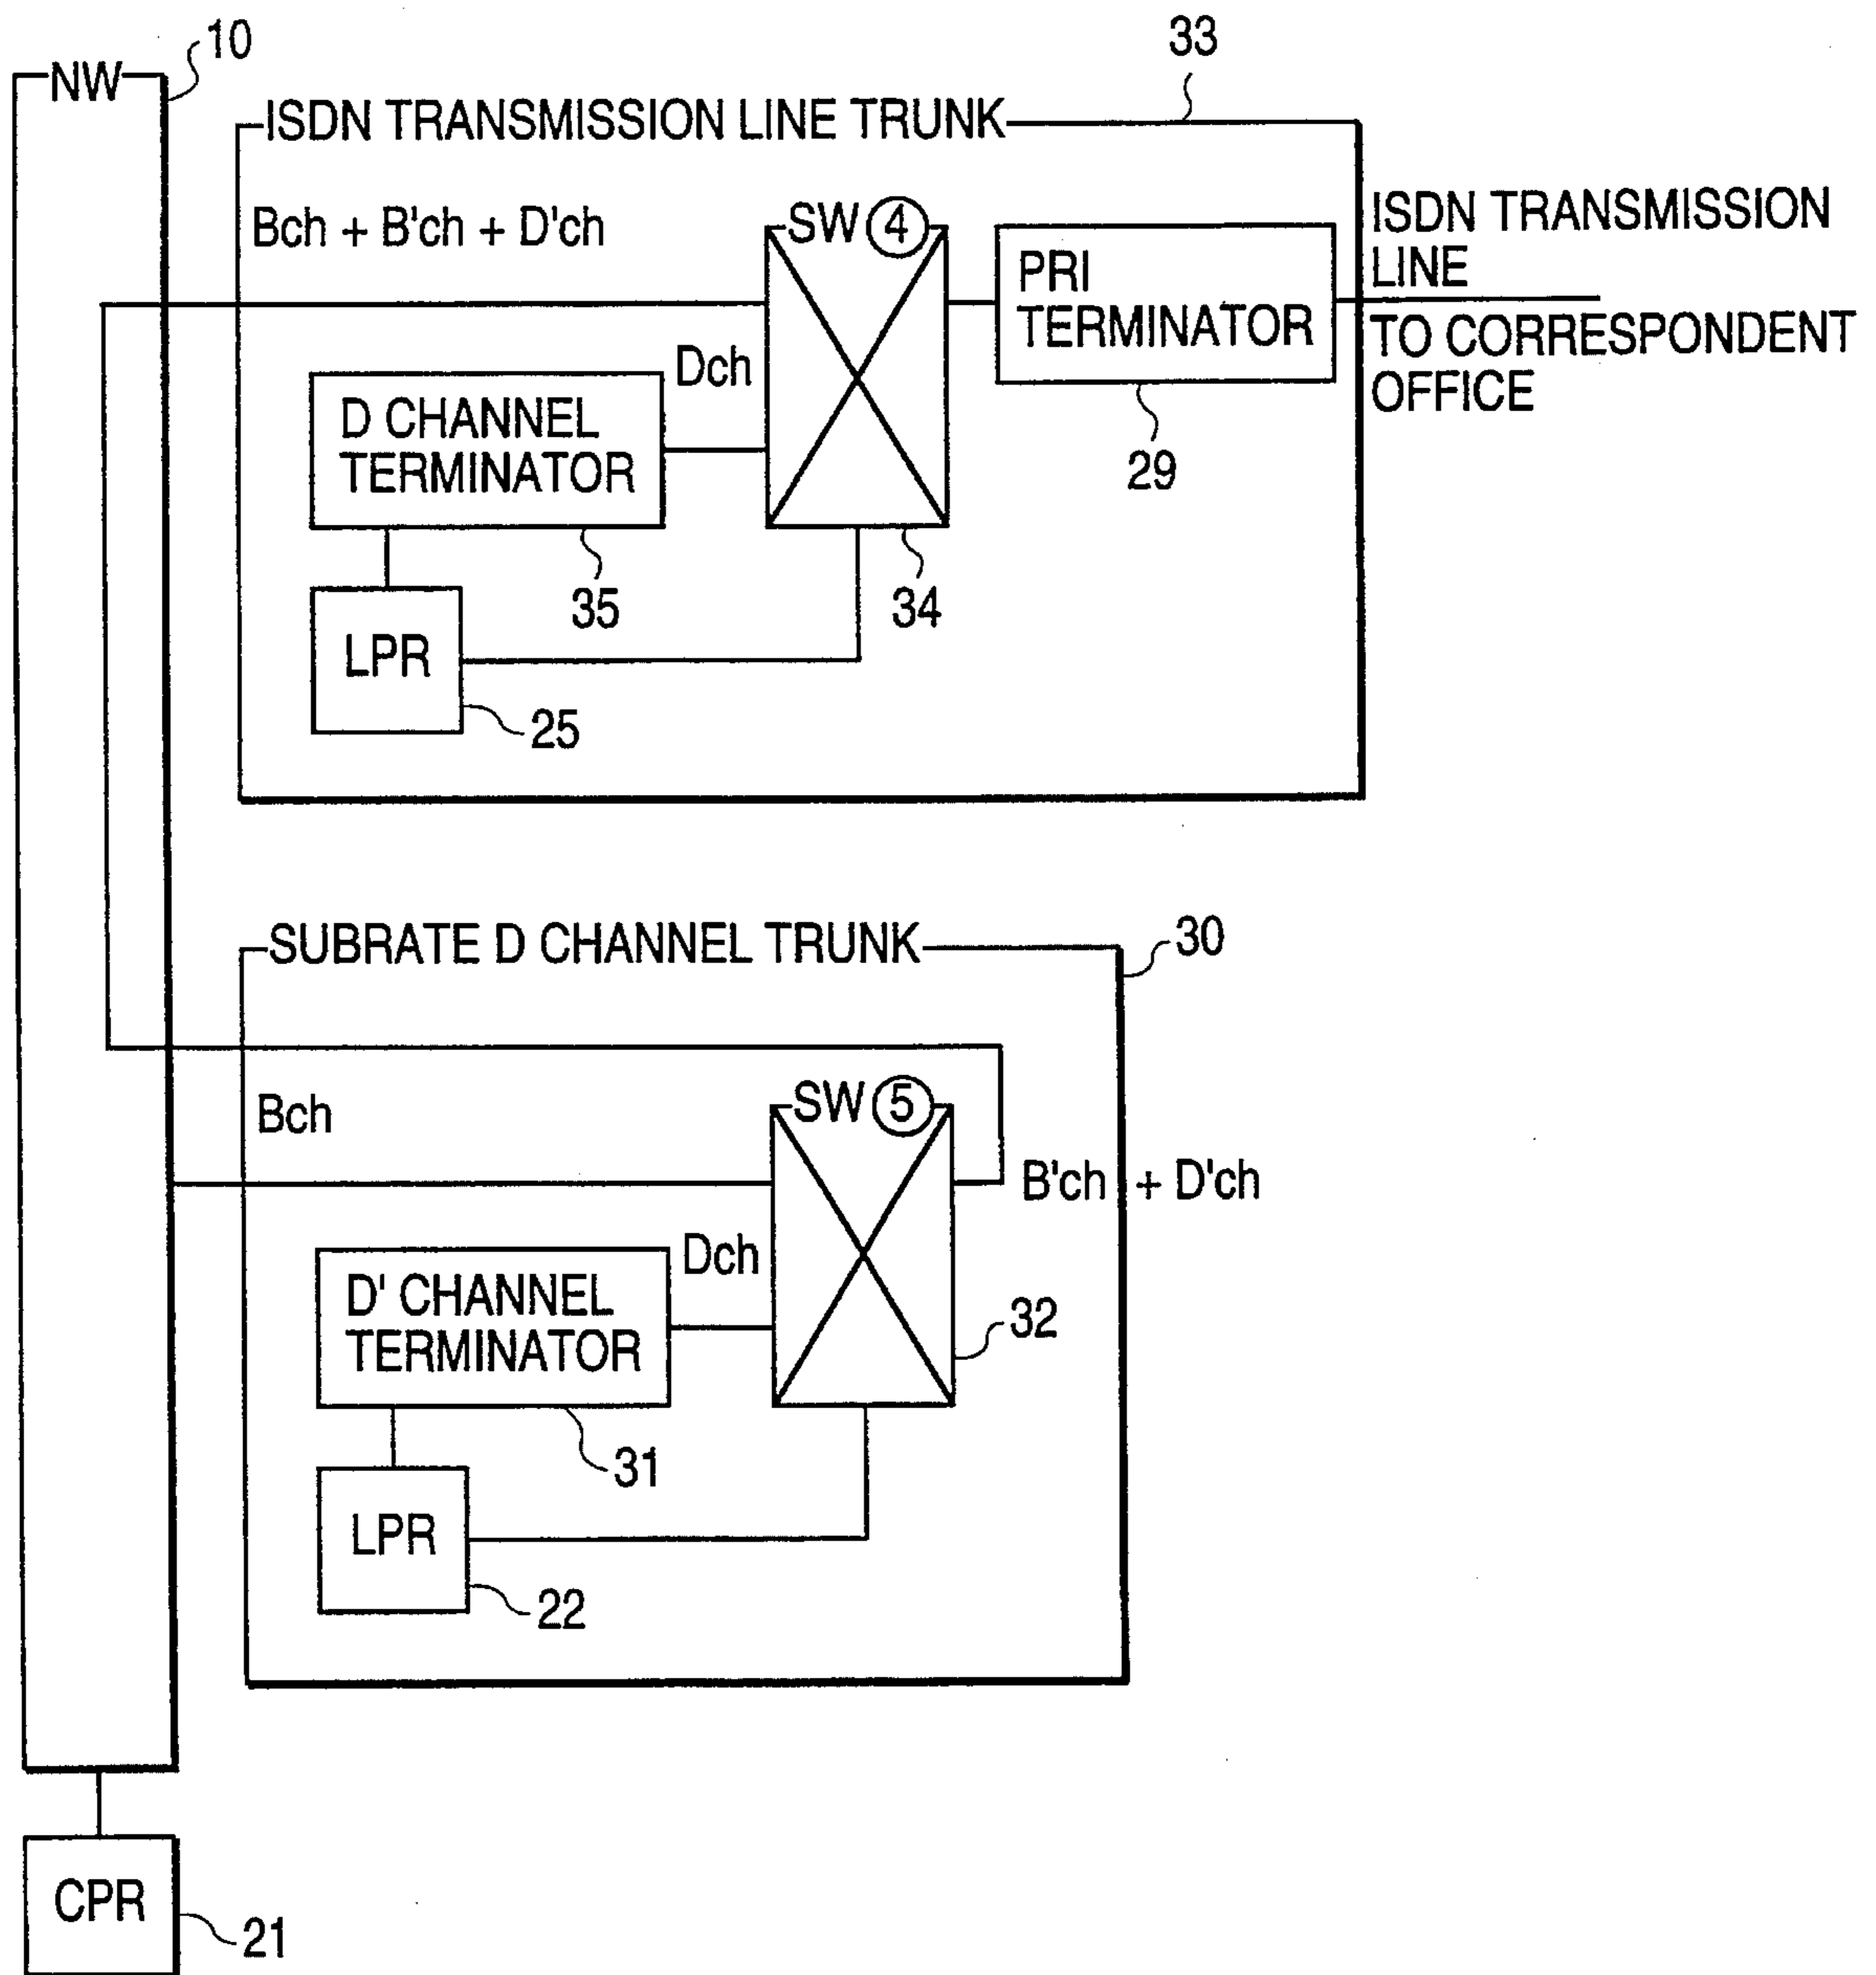 10
NW
33
ISDN TRANSMISSION LINE TRUNK
Bch + B'ch + D'ch
SW ④
PRI
TERMINATOR
29
ISDN TRANSMISSION
LINE
TO CORRESPONDENT
OFFICE
Dch
D CHANNEL
TERMINATOR
35
34
LPR
25
SUBRATE D CHANNEL TRUNK
30
Bch
SW ⑤
B'ch + D'ch
Dch
D' CHANNEL
TERMINATOR
32
31
LPR
22
CPR
21